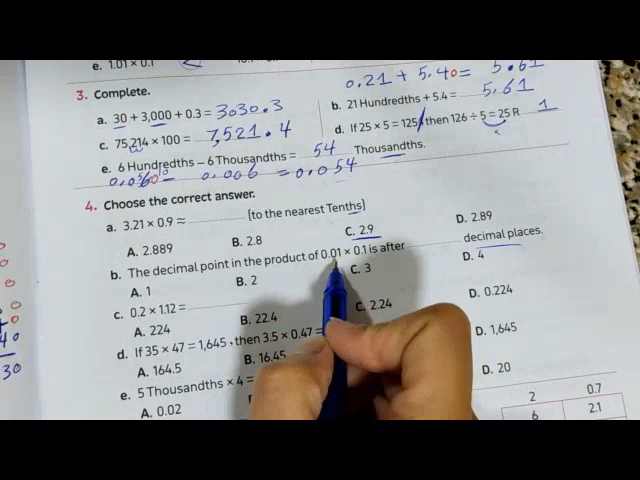 e. 1.01 × 0.1
3. Complete.
0.21 + 5.40 = 5.61
a. 30 + 3,000 + 0.3 = 3030.3
b. 21 Hundredths + 5.4 = 5.61
c. 75,214 × 100 = 7,521.4
d. If 25 × 5 = 125, then 126 ÷ 5 = 25 R 1
e. 6 Hundredths – 6 Thousandths = 54 Thousandths.
0.006 = 0.054
4. Choose the correct answer.
a. 3.21 × 0.9 ≈ (to the nearest Tenths)
A. 2.889 B. 2.8 C. 2.9 D. 2.89
b. The decimal point in the product of 0.01 × 0.1 is after decimal places.
A. 1 B. 2 C. 3 D. 4
c. 0.2 × 1.12 =
A. 224 B. 22.4 C. 2.24 D. 0.224
d. If 35 × 47 = 1,645, then 3.5 × 0.47 =
A. 164.5 B. 16.45 D. 1,645
e. 5 Thousandths × 4 =
A. 0.02 D. 20
2 0.7
6 2.1
40
30